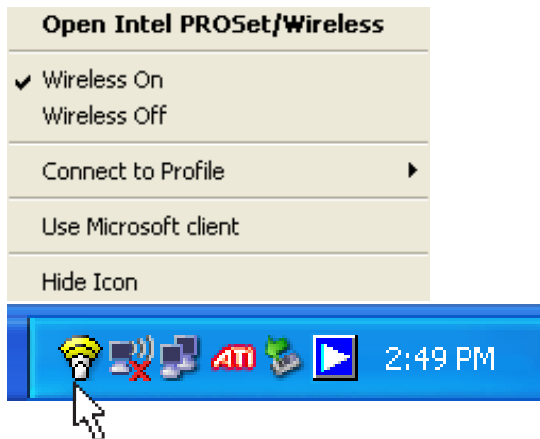 Open Intel PROSet/Wireless
Wireless On
Wireless Off
Connect to Profile
Use Microsoft client
Hide Icon
ATI 2:49 PM